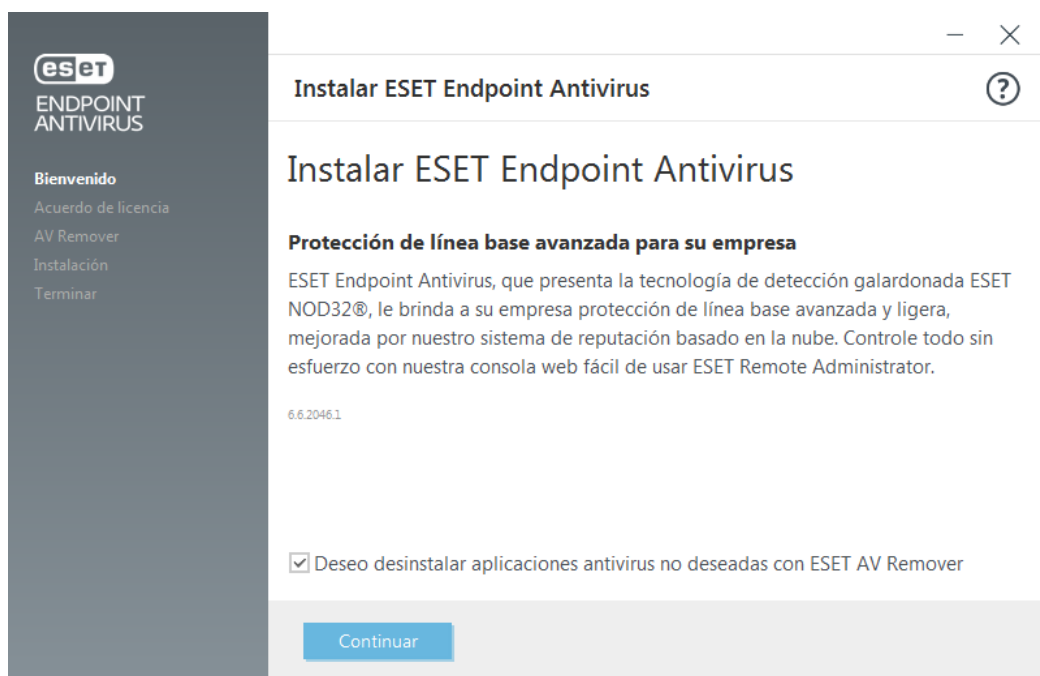 eset
ENDPOINT
ANTIVIRUS
Bienvenido
Acuerdo de licencia
AV Remover
Instalación
Terminar
Instalar ESET Endpoint Antivirus
?
Instalar ESET Endpoint Antivirus
Protección de línea base avanzada para su empresa
ESET Endpoint Antivirus, que presenta la tecnología de detección galardonada ESET
NOD32®, le brinda a su empresa protección de línea base avanzada y ligera,
mejorada por nuestro sistema de reputación basado en la nube. Controle todo sin
esfuerzo con nuestra consola web fácil de usar ESET Remote Administrator.
6.6.2046.1
Deseo desinstalar aplicaciones antivirus no deseadas con ESET AV Remover
Continuar